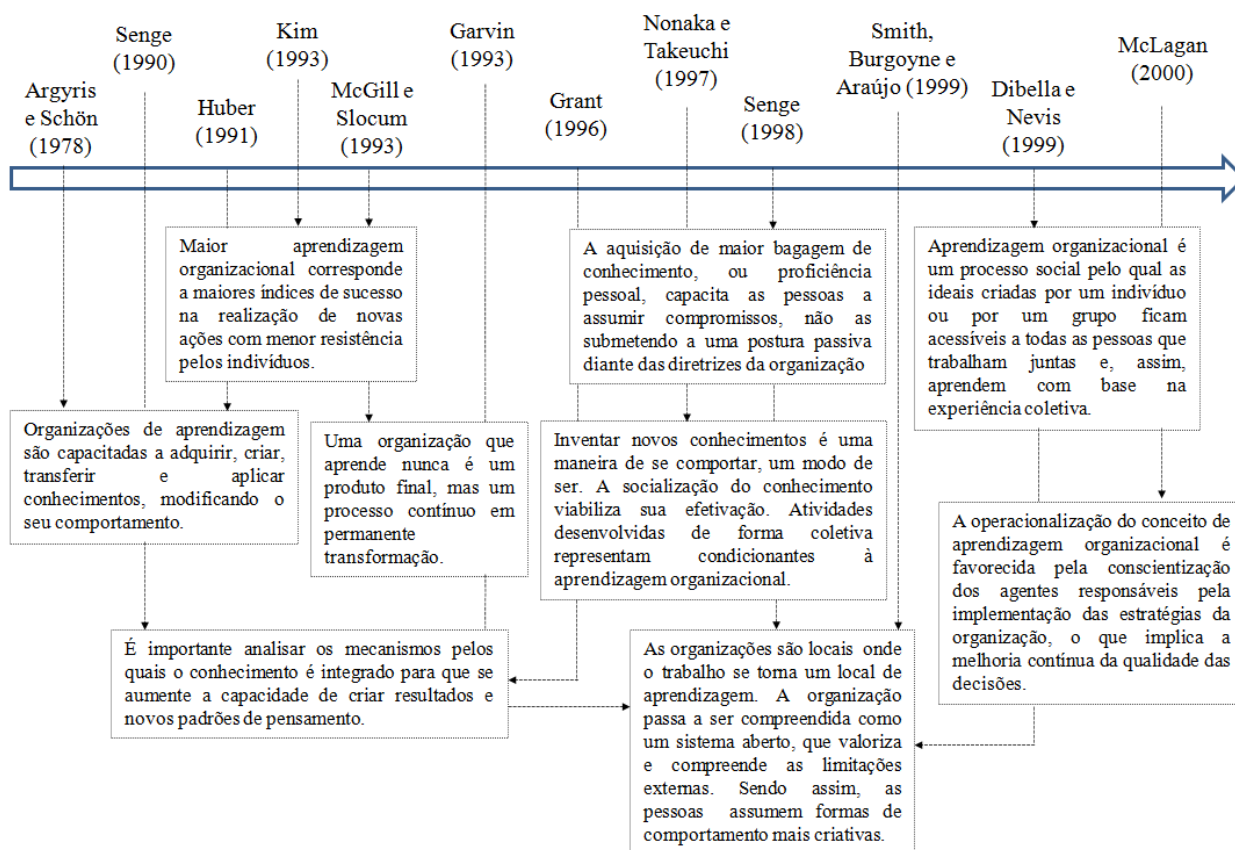 Argyris
e Schön
(1978)
Senge
(1990)
Huber
(1991)
Kim
(1993)
McGill e
Slocum
(1993)
Garvin
(1993)
Grant
(1996)
Nonaka e
Takeuchi
(1997)
Senge
(1998)
Smith,
Burgoyne e
Araújo (1999)
Dibella e
Nevis
(1999)
McLagan
(2000)
Maior aprendizagem
organizacional corresponde
a maiores índices de sucesso
na realização de novas
ações com menor resistência
pelos indivíduos.
A aquisição de maior bagagem de
conhecimento, ou proficiência
pessoal, capacita as pessoas a
assumir compromissos, não as
submetendo a uma postura passiva
diante das diretrizes da organização
Aprendizagem organizacional é
um processo social pelo qual as
ideais criadas por um indivíduo
ou por um grupo ficam
acessíveis a todas as pessoas que
trabalham juntas e, assim,
aprendem com base na
experiência coletiva.
Organizações de aprendizagem
são capacitadas a adquirir, criar,
transferir e aplicar
conhecimentos, modificando o
seu comportamento.
Uma organização que
aprende nunca é um
produto final, mas um
processo contínuo em
permanente
transformação.
Inventar novos conhecimentos é uma
maneira de se comportar, um modo de
ser. A socialização do conhecimento
viabiliza sua efetivação. Atividades
desenvolvidas de forma coletiva
representam condicionantes à
aprendizagem organizacional.
A operacionalização do conceito de
aprendizagem organizacional é
favorecida pela conscientização
dos agentes responsáveis pela
implementação das estratégias da
organização, o que implica a
melhoria contínua da qualidade das
decisões.
É importante analisar os mecanismos pelos
quais o conhecimento é integrado para que se
aumente a capacidade de criar resultados e
novos padrões de pensamento.
As organizações são locais onde
o trabalho se torna um local de
aprendizagem. A organização
passa a ser compreendida como
um sistema aberto, que valoriza
e compreende as limitações
externas. Sendo assim, as
pessoas assumem formas de
comportamento mais criativas.